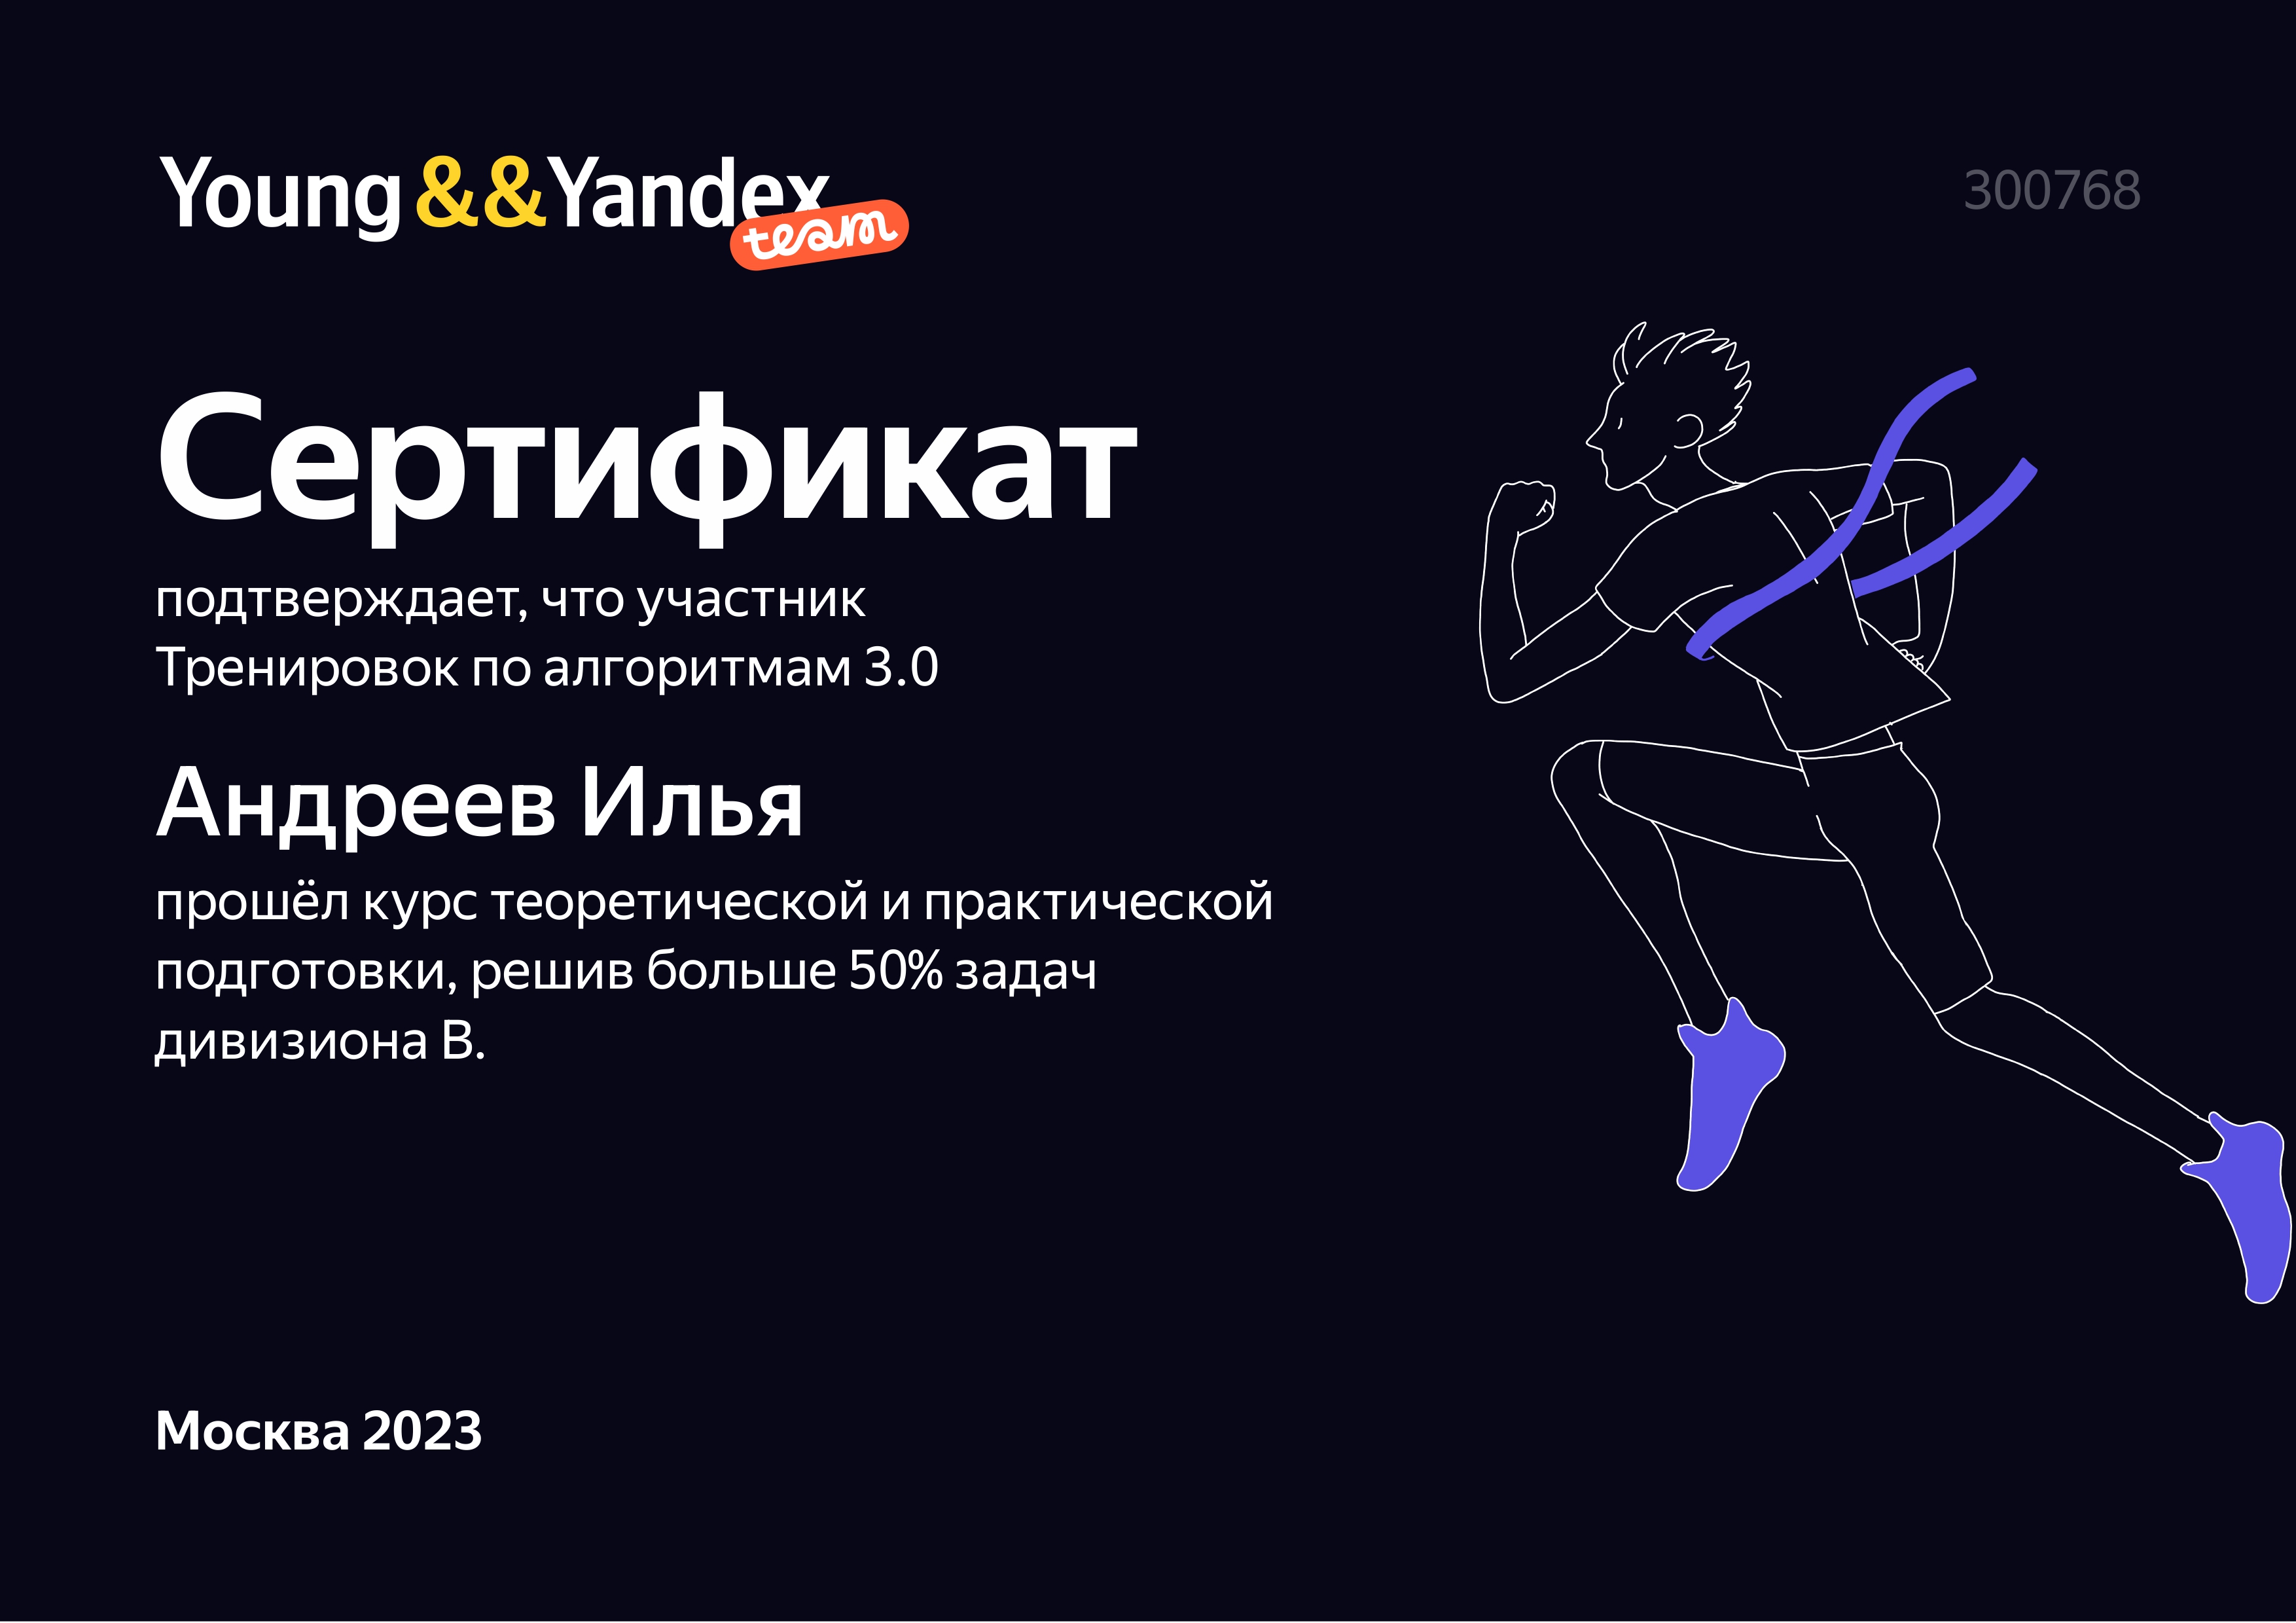 Young && Yandex
team
300768
Сертификат
подтверждает, что участник
Тренировок по алгоритмам 3.0
Андреев Илья
прошёл курс теоретической и практической
подготовки, решив больше 50% задач
дивизиона B.
Москва 2023